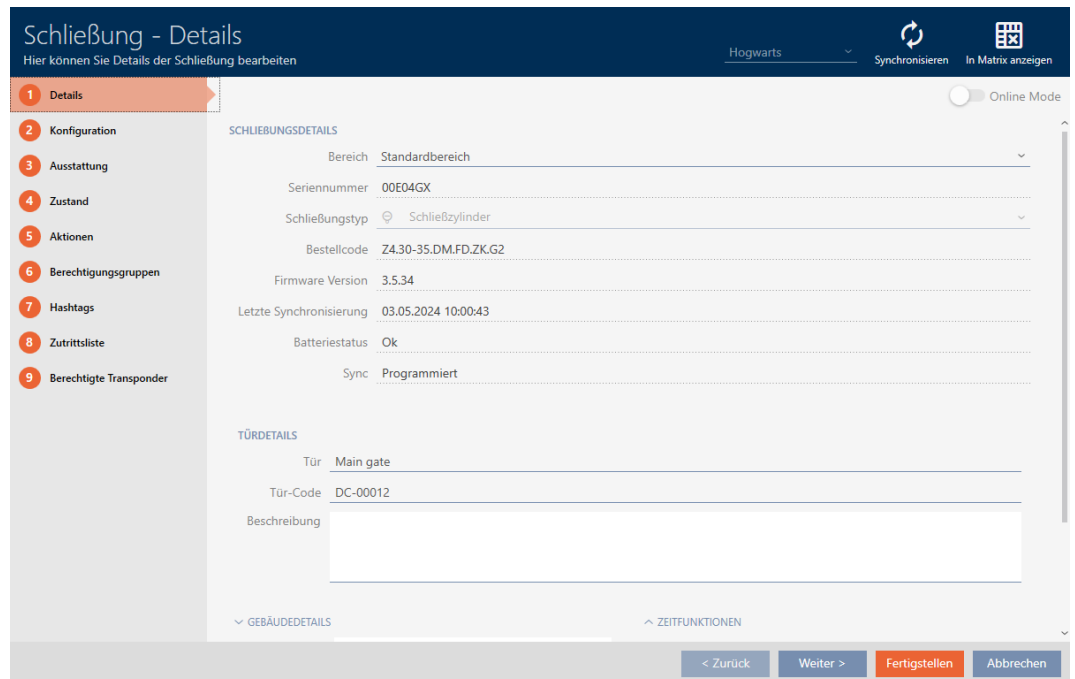 Schließung - Details
Hier können Sie Details der Schließung bearbeiten
Hogwarts
Synchronisieren
In Matrix anzeigen
1 Details
2 Konfiguration
3 Ausstattung
4 Zustand
5 Aktionen
6 Berechtigungsgruppen
7 Hashtags
8 Zutrittsliste
9 Berechtigte Transponder
Online Mode
SCHLIEßUNGSDETAILS
Bereich Standardbereich
Seriennummer 00E04GX
Schließungstyp Schließzylinder
Bestellcode Z4.30-35.DM.FD.ZK.G2
Firmware Version 3.5.34
Letzte Synchronisierung 03.05.2024 10:00:43
Batteriestatus Ok
Sync Programmiert
TÜRDETAILS
Tür Main gate
Tür-Code DC-00012
Beschreibung
GEBÄUDEDETAILS
ZEITFUNKTIONEN
< Zurück
Weiter >
Fertigstellen
Abbrechen